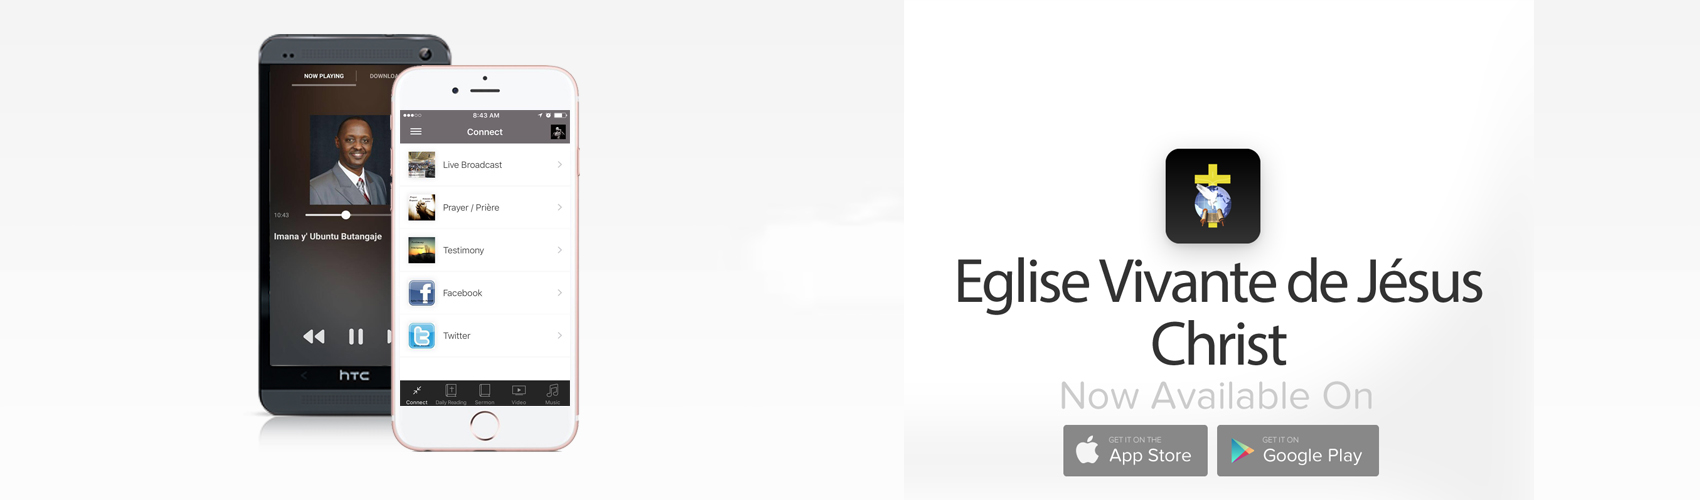 NOW PLAYING
10:43
Imana y' Ubuntu Butangaje
htc
8:43 AM
Connect
Live Broadcast
Prayer / Prière
Testimony
Facebook
Twitter
Connect
Daily Reading
Sermon
Video
Music
Eglise Vivante de Jésus
Christ
Now Available On
GET IT ON THE
App Store
GET IT ON
Google Play